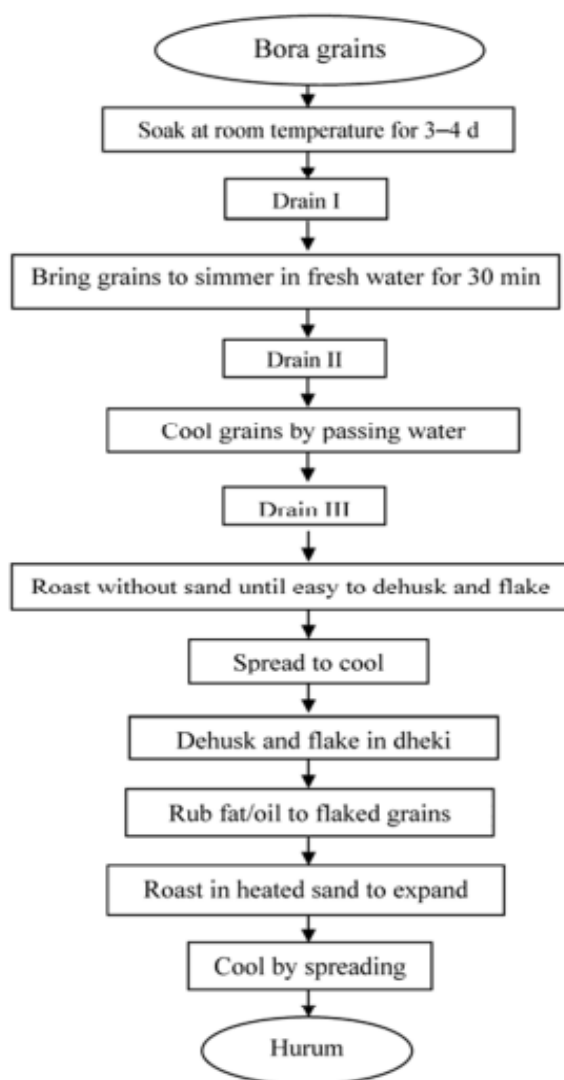 Bora grains
Soak at room temperature for 3–4 d
Drain I
Bring grains to simmer in fresh water for 30 min
Drain II
Cool grains by passing water
Drain III
Roast without sand until easy to dehusk and flake
Spread to cool
Dehusk and flake in dheki
Rub fat/oil to flaked grains
Roast in heated sand to expand
Cool by spreading
Hurum